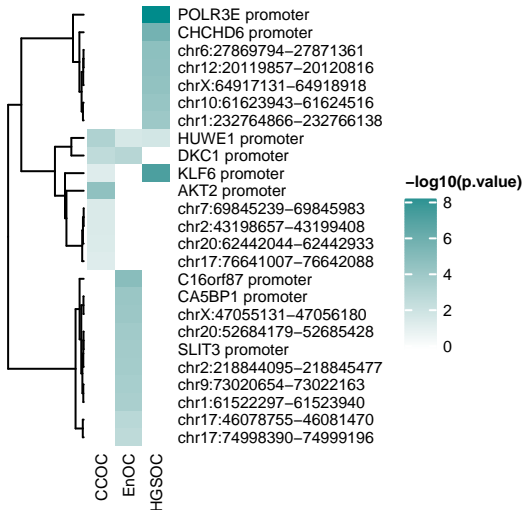 POLR3E promoter
CHCHD6 promoter
chr6:27869794−27871361
chr12:20119857−20120816
chrX:64917131−64918918
chr10:61623943−61624516
chr1:232764866−232766138
HUWE1 promoter
DKC1 promoter
KLF6 promoter
AKT2 promoter
chr7:69845239−69845983
chr2:43198657−43199408
chr20:62442044−62442933
chr17:76641007−76642088
C16orf87 promoter
CA5BP1 promoter
chrX:47055131−47056180
chr20:52684179−52685428
SLIT3 promoter
chr2:218844095−218845477
chr9:73020654−73022163
chr1:61522297−61523940
chr17:46078755−46081470
chr17:74998390−74999196
CCOC
EnOC
HGSOC
−log10(p.value)
8
6
4
2
0